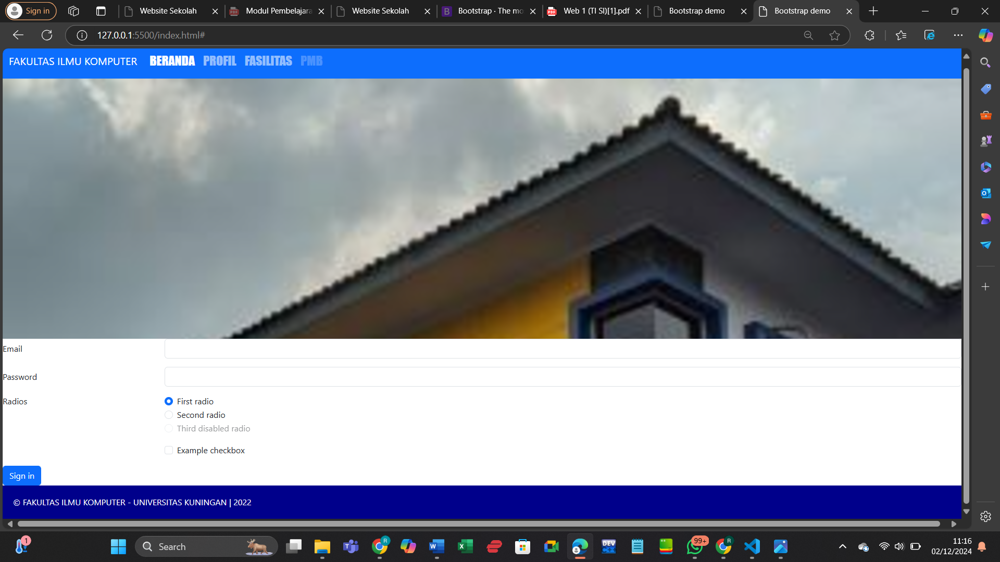 Sign in
Website Sekolah
Modul Pembelajara
Website Sekolah
Bootstrap · The mo
Web 1 (TI SI)[1].pdf
Bootstrap demo
Bootstrap demo
127.0.0.1:5500/index.html#
FAKULTAS ILMU KOMPUTER BERANDA PROFIL FASILITAS PMB
Email
Password
Radios
First radio
Second radio
Third disabled radio
Example checkbox
Sign in
© FAKULTAS ILMU KOMPUTER - UNIVERSITAS KUNINGAN | 2022
1
Search
R
W
X
DEV
99+
R
11:16
02/12/2024